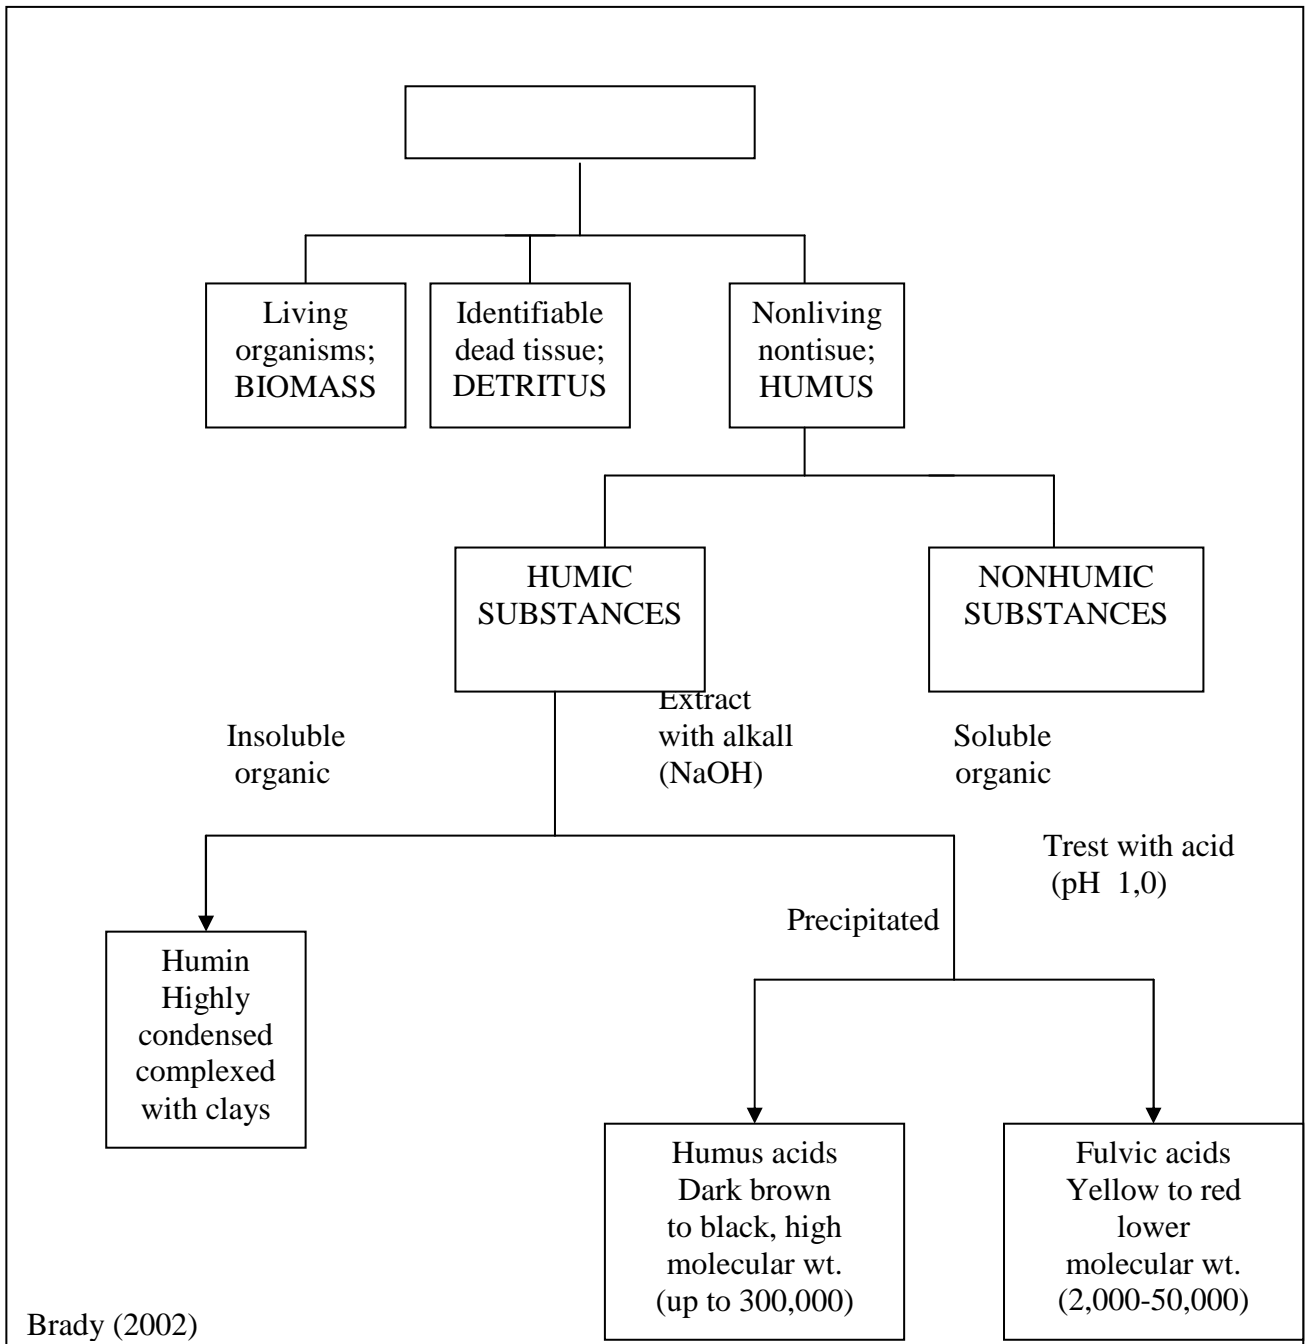 Living
organisms;
BIOMASS
Identifiable
dead tissue;
DETRITUS
Nonliving
nontisue;
HUMUS
HUMIC
SUBSTANCES
NONHUMIC
SUBSTANCES
Insoluble
organic
Extract
with alkall
(NaOH)
Soluble
organic
Trest with acid
(pH  1,0)
Precipitated
Humin
Highly
condensed
complexed
with clays
Humus acids
Dark brown
to black, high
molecular wt.
(up to 300,000)
Fulvic acids
Yellow to red
lower
molecular wt.
(2,000-50,000)
Brady (2002)